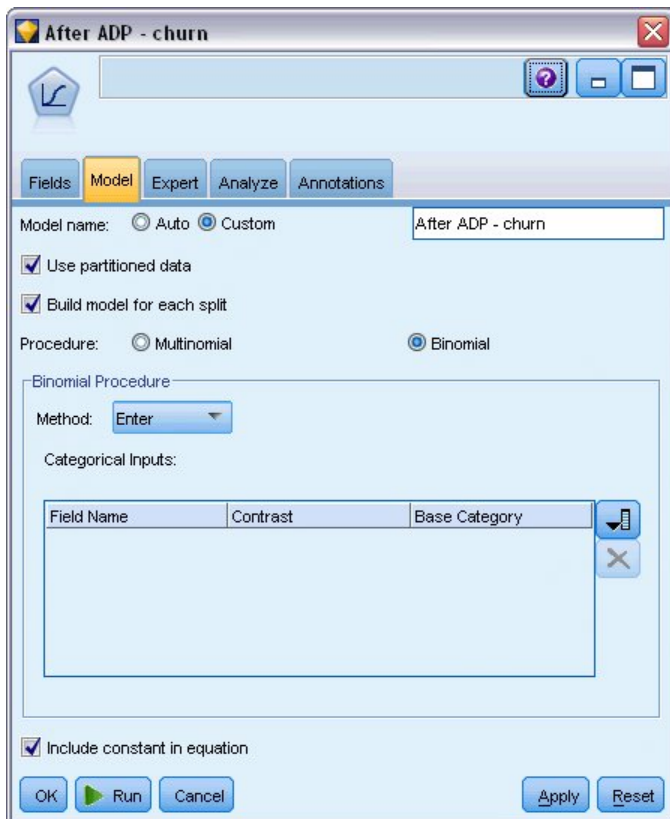 After ADP - churn
Fields Model Expert Analyze Annotations
Model name: Auto Custom After ADP - churn
Use partitioned data
Build model for each split
Procedure: Multinomial Binomial
Binomial Procedure
Method: Enter
Categorical Inputs:
Field Name Contrast Base Category
Include constant in equation
OK Run Cancel Apply Reset